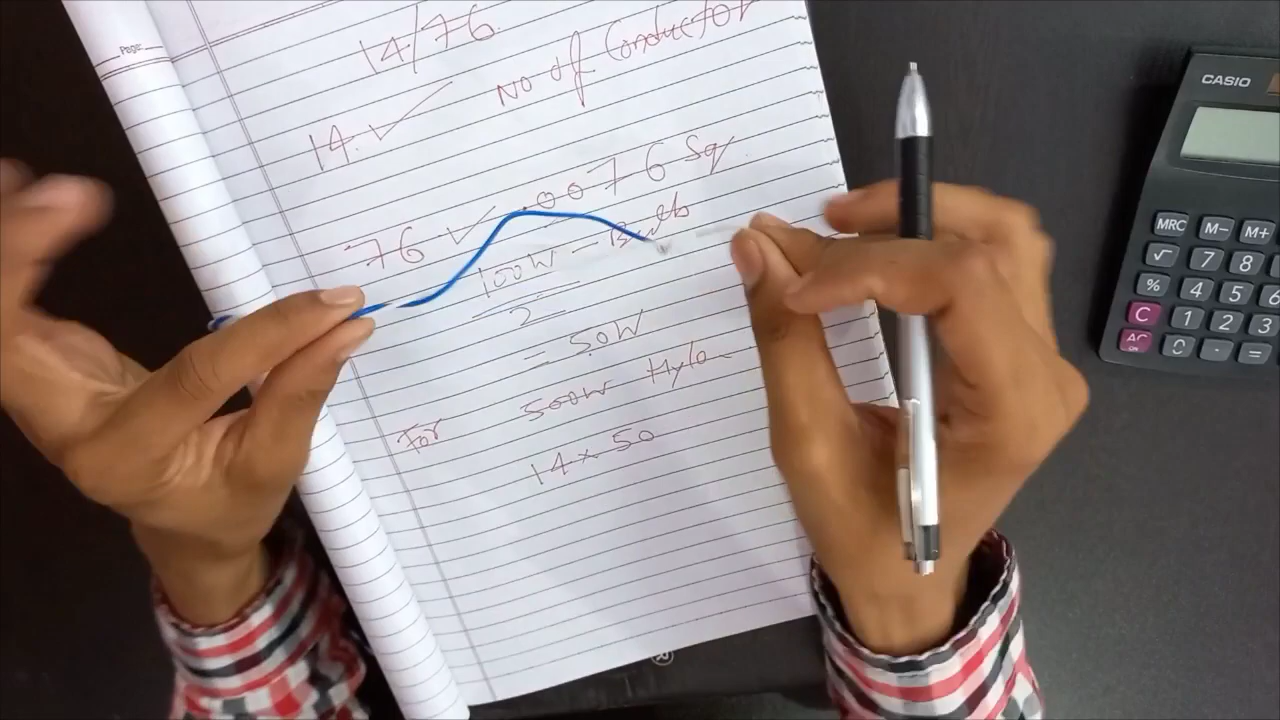 Page
14/76
14. No of Conductor
76 .0076 Sq
100W - Bulb
2
= 50W
For 500W Hylo
14 x 50
CASIO
MRC M− M+
√ 7 8
% 4 5 6
C 1 2 3
AC 0 . =